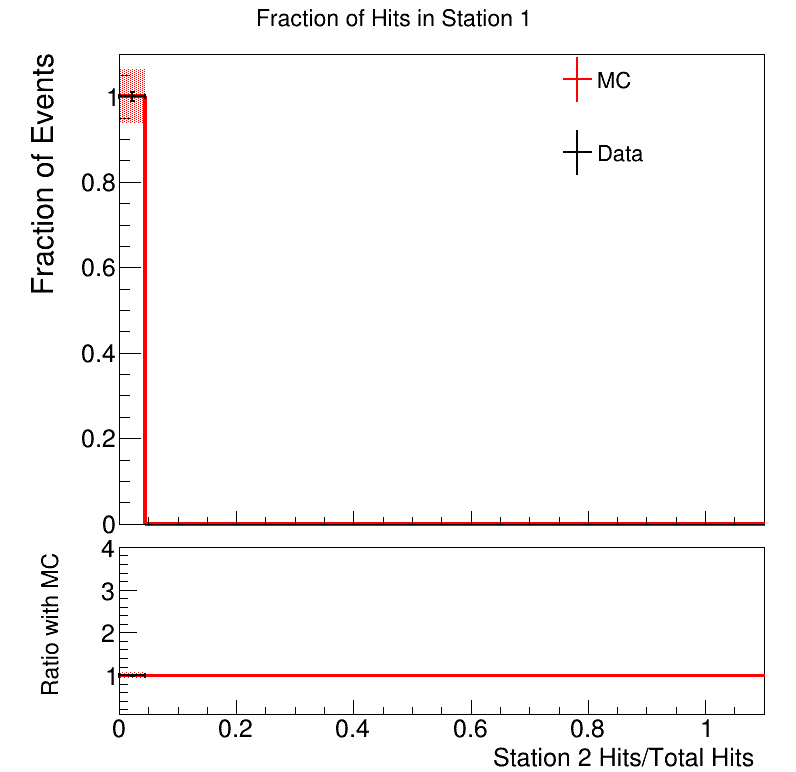 Fraction of Hits in Station 1
Fraction of Events
1
0.8
0.6
0.4
0.2
0
MC
Data
Ratio with MC
4
3
2
1
0
0.2
0.4
0.6
0.8
1
Station 2 Hits/Total Hits